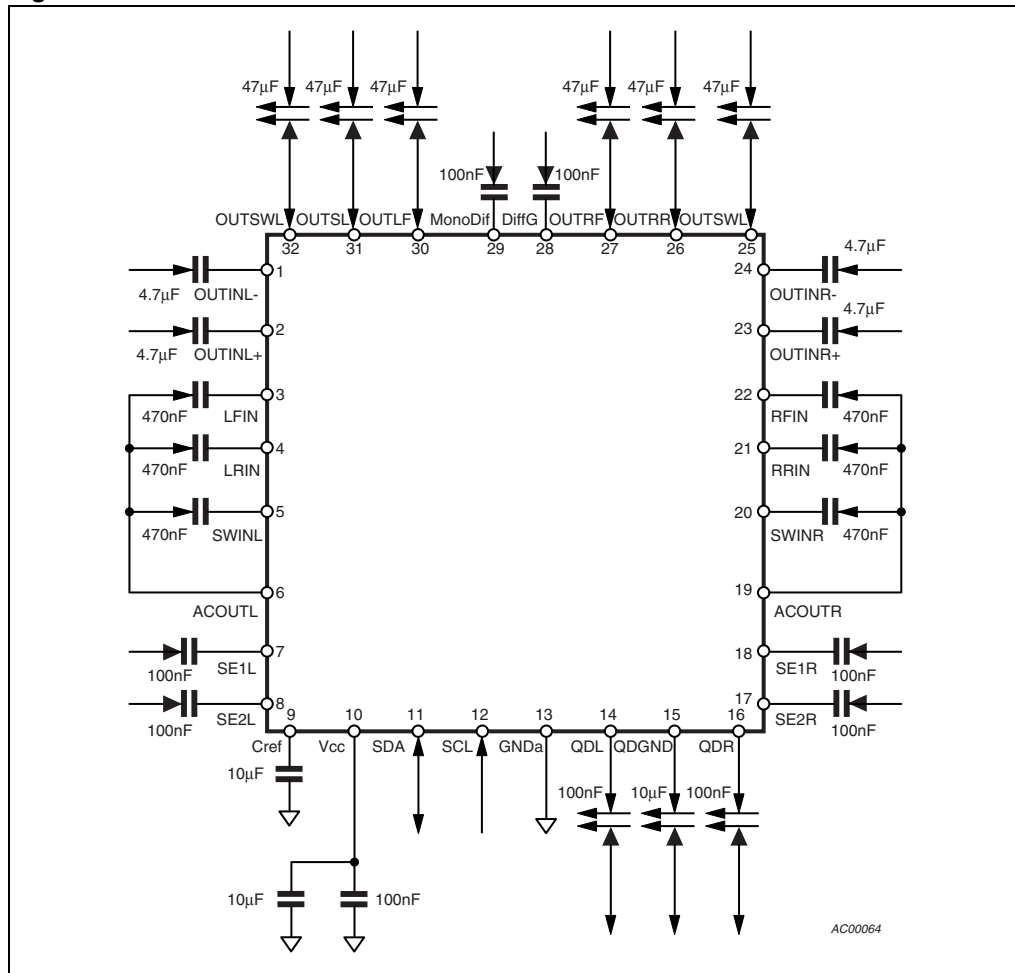 47µF 47µF 47µF 47µF 47µF 47µF
100nF 100nF
OUTSWL OUTSL OUTLF MonoDif DiffG OUTRF OUTRR OUTSWL
32 31 30 29 28 27 26 25
1 24 4.7µF
4.7µF OUTINL- OUTINR-
2 23 4.7µF
4.7µF OUTINL+ OUTINR+
3 22
470nF LFIN RFIN 470nF
4 21
470nF LRIN RRIN 470nF
5 20
470nF SWINL SWINR 470nF
6 19
ACOUTL ACOUTR
7 18
100nF SE1L SE1R 100nF
8 17
100nF SE2L SE2R 100nF
9 10 11 12 13 14 15 16
Cref Vcc SDA SCL GNDa QDL QDGND QDR
10µF 100nF 10µF 100nF
10µF 100nF
AC00064